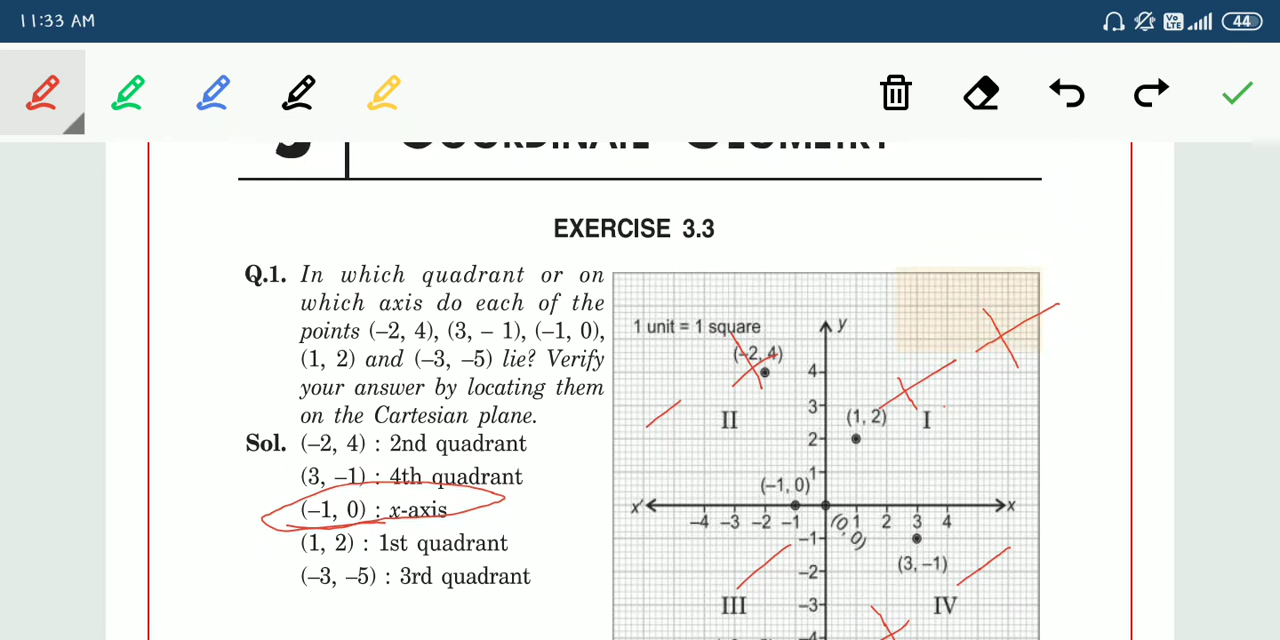 11:33 AM
Vo LTE
44
EXERCISE 3.3
Q.1. In which quadrant or on
which axis do each of the
points (–2, 4), (3, – 1), (–1, 0),
(1, 2) and (–3, –5) lie? Verify
your answer by locating them
on the Cartesian plane.
Sol. (–2, 4) : 2nd quadrant
(3, –1) : 4th quadrant
(–1, 0) : x-axis
(1, 2) : 1st quadrant
(–3, –5) : 3rd quadrant
1 unit = 1 square
y
(–2, 4)
4
3
(1, 2)
II
I
2
1
(–1, 0)
x′
x
–4 –3 –2 –1
(0, 0)
1 2 3 4
–1
(3, –1)
–2
III
–3
IV